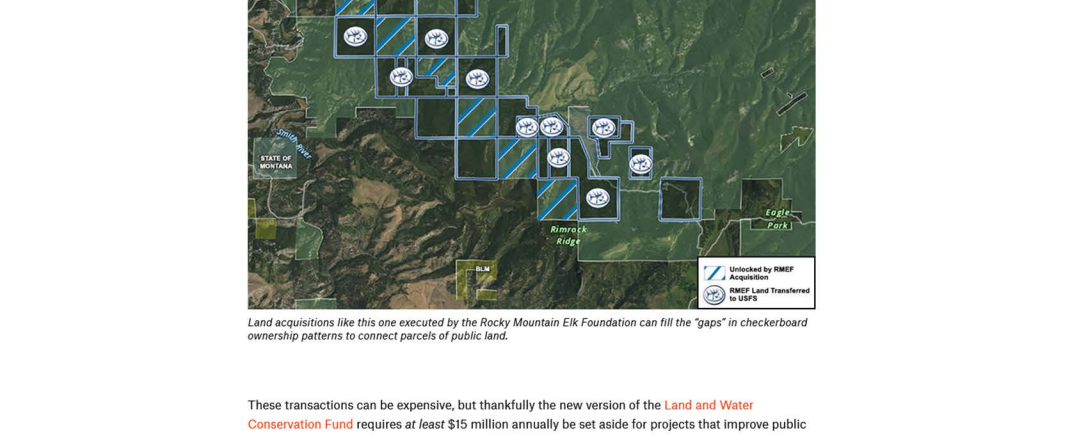 Smith River
STATE OF
MONTANA
Eagle
Park
Rimrock
Ridge
BLM
Unlocked by RMEF
Acquisition
RMEF Land Transferred
to USFS
Land acquisitions like this one executed by the Rocky Mountain Elk Foundation can fill the “gaps” in checkerboard
ownership patterns to connect parcels of public land.
These transactions can be expensive, but thankfully the new version of the Land and Water
Conservation Fund requires at least $15 million annually be set aside for projects that improve public